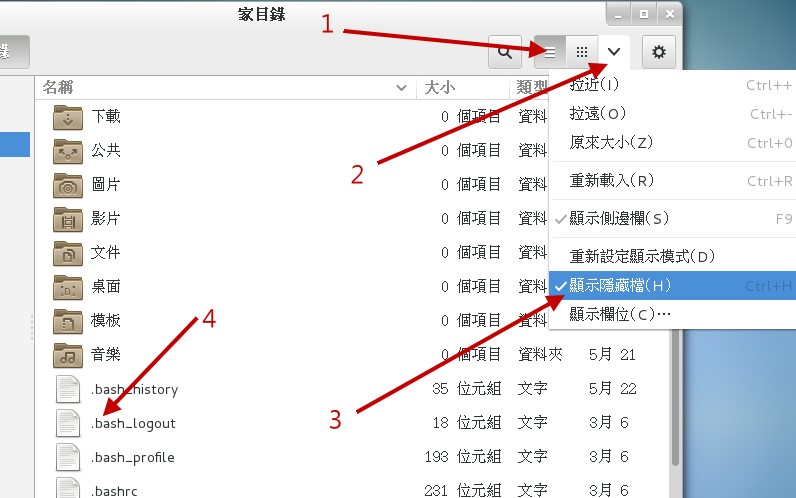 家目錄
1
錄
名稱 大小 類型
拉近(I) Ctrl++
下載 0 個項目 資料
拉遠(O) Ctrl+-
原來大小(Z) Ctrl+0
公共 0 個項目 資料
2
重新載入(R) Ctrl+R
圖片 0 個項目 資料
顯示側邊欄(S) F9
影片 0 個項目 資料
文件 0 個項目 資料
重新設定顯示模式(D)
桌面 0 個項目 資料
顯示隱藏檔(H) Ctrl+H
顯示欄位(C)…
模板 0 個項目 資料
4
音樂 0 個項目 資料夾 5月 21
.bash_history 35 位元組 文字 5月 22
3
.bash_logout 18 位元組 文字 3月 6
.bash_profile 193 位元組 文字 3月 6
.bashrc 231 位元組 文字 3月 6